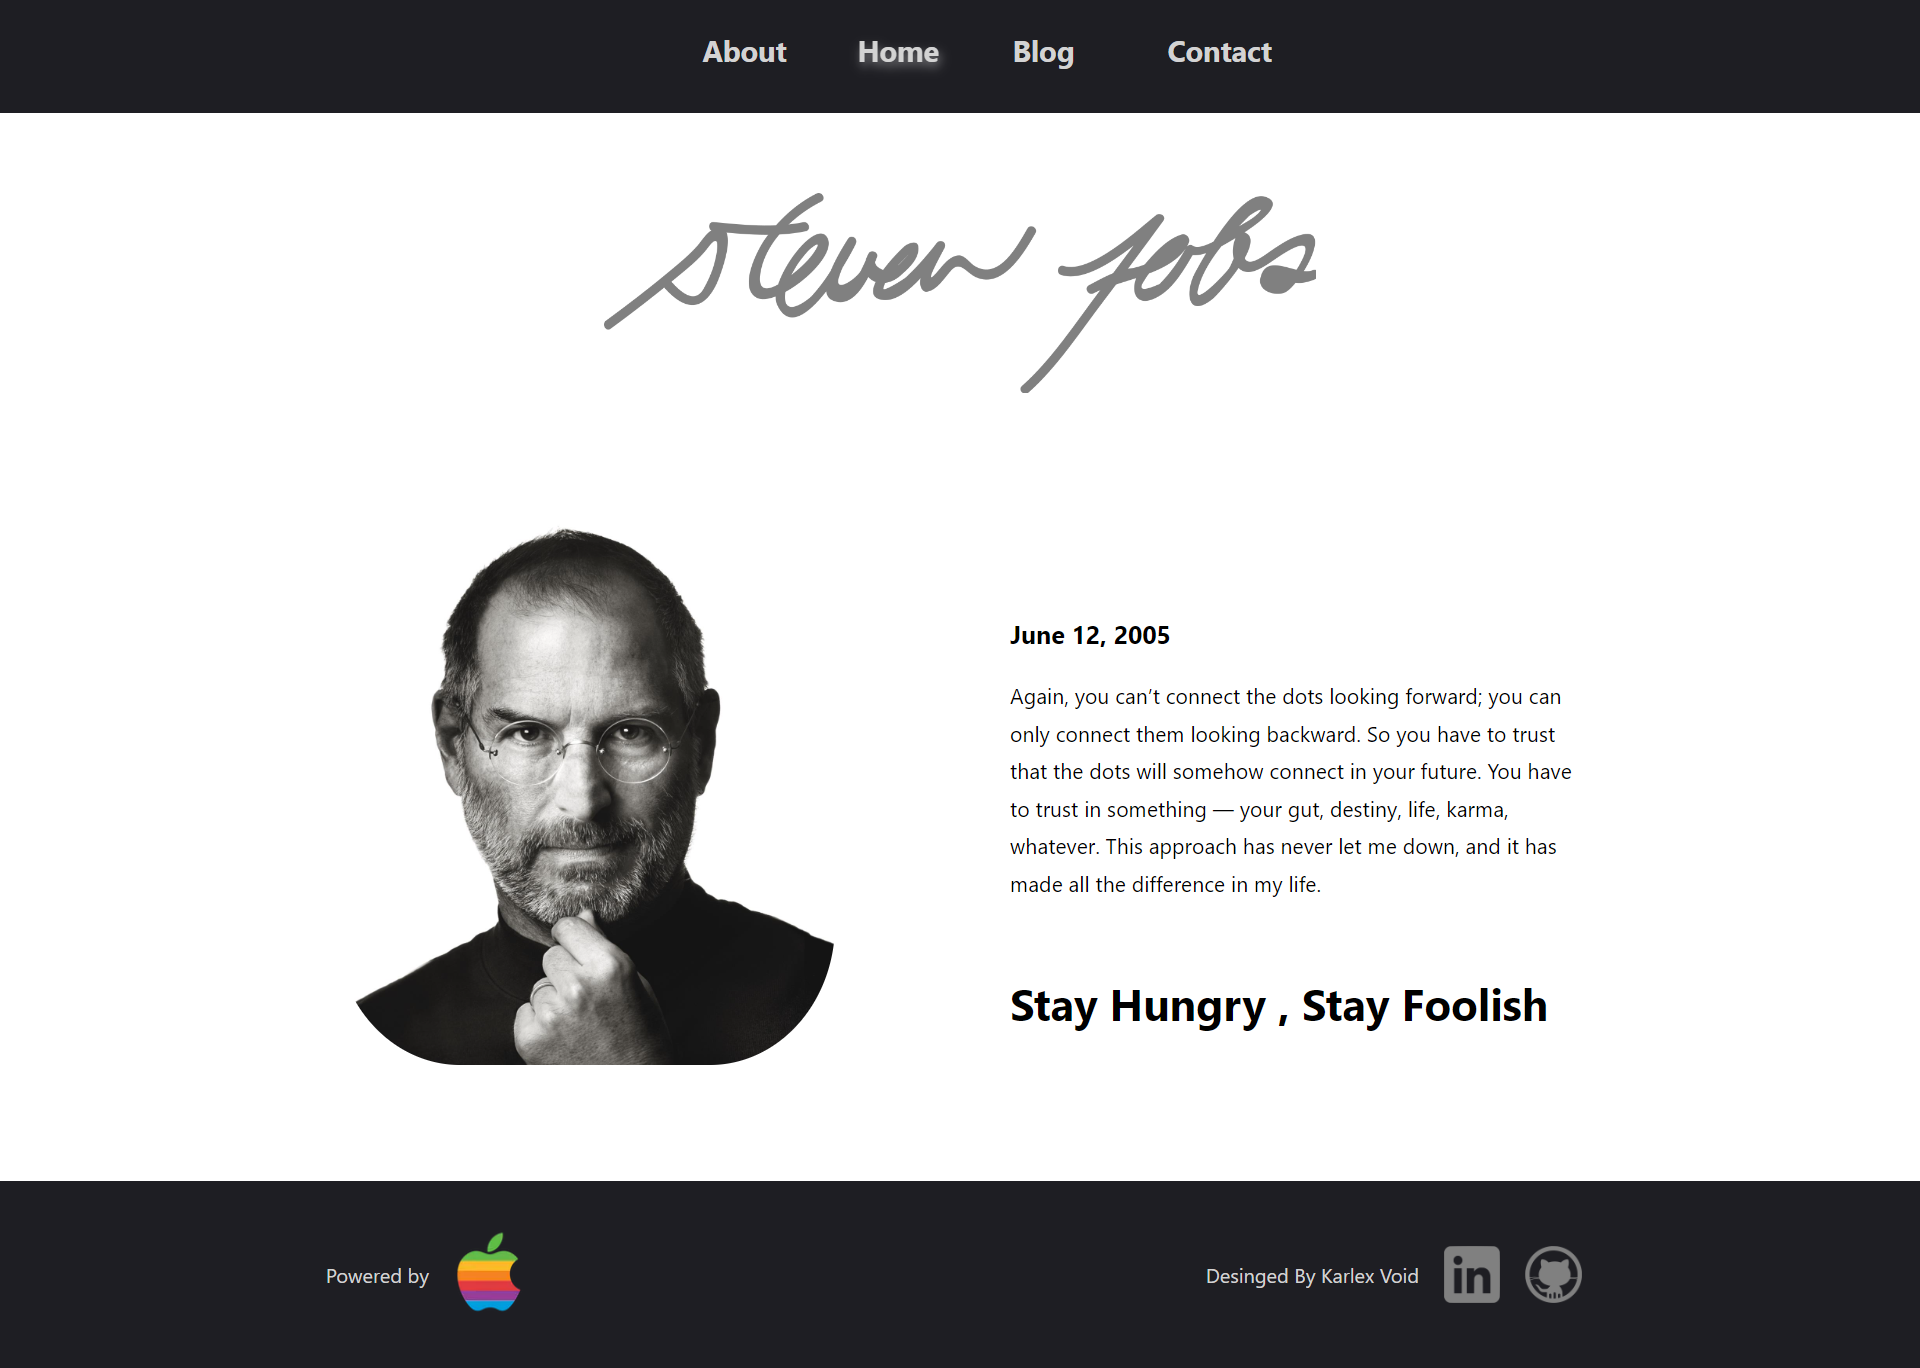 About Home Blog Contact
steven jobs
June 12, 2005
Again, you can’t connect the dots looking forward; you can
only connect them looking backward. So you have to trust
that the dots will somehow connect in your future. You have
to trust in something — your gut, destiny, life, karma,
whatever. This approach has never let me down, and it has
made all the difference in my life.
Stay Hungry , Stay Foolish
Powered by
Desinged By Karlex Void in